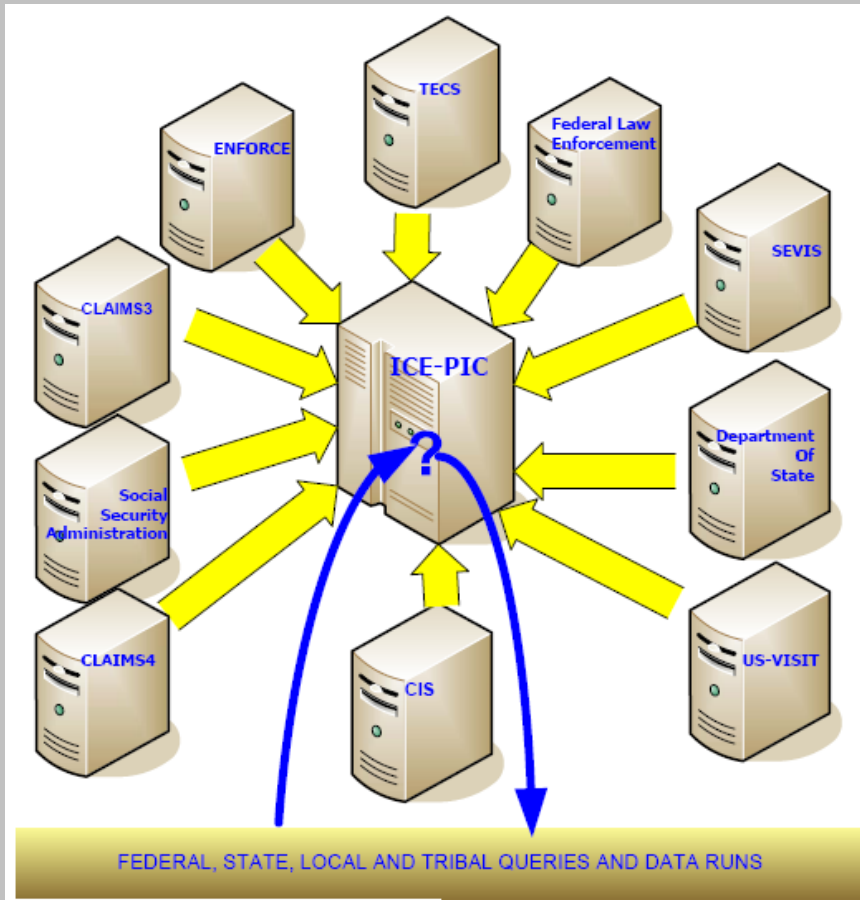 TECS
Federal Law
Enforcement
ENFORCE
SEVIS
CLAIMS3
ICE-PIC
?
Department
Of
State
Social
Security
Administration
CLAIMS4
CIS
US-VISIT
FEDERAL, STATE, LOCAL AND TRIBAL QUERIES AND DATA RUNS